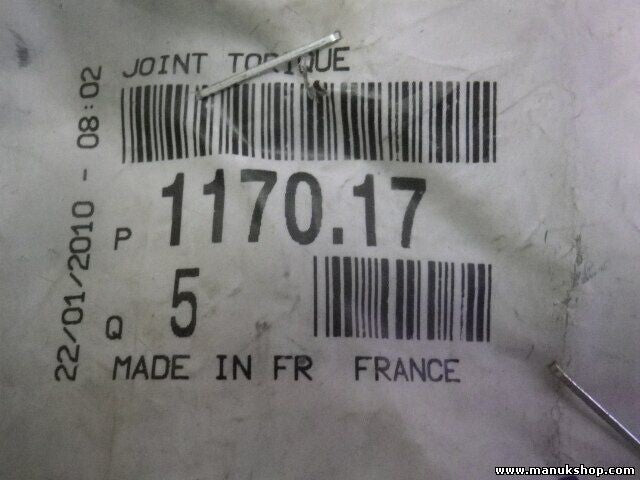 JOINT TORIQUE
P 1170.17
Q 5
MADE IN FR FRANCE
22/01/2010 - 08:02
www.manukshop.com